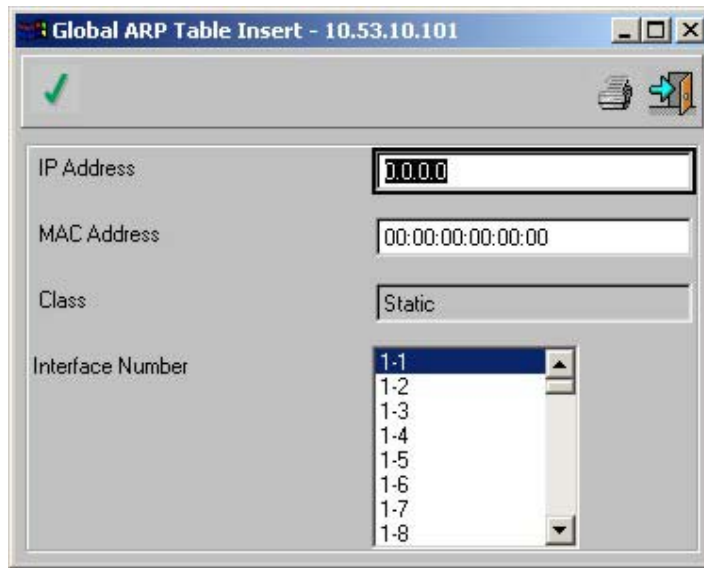 Global ARP Table Insert - 10.53.10.101
IP Address
0.0.0.0
MAC Address
00:00:00:00:00:00
Class
Static
Interface Number
1-1
1-2
1-3
1-4
1-5
1-6
1-7
1-8